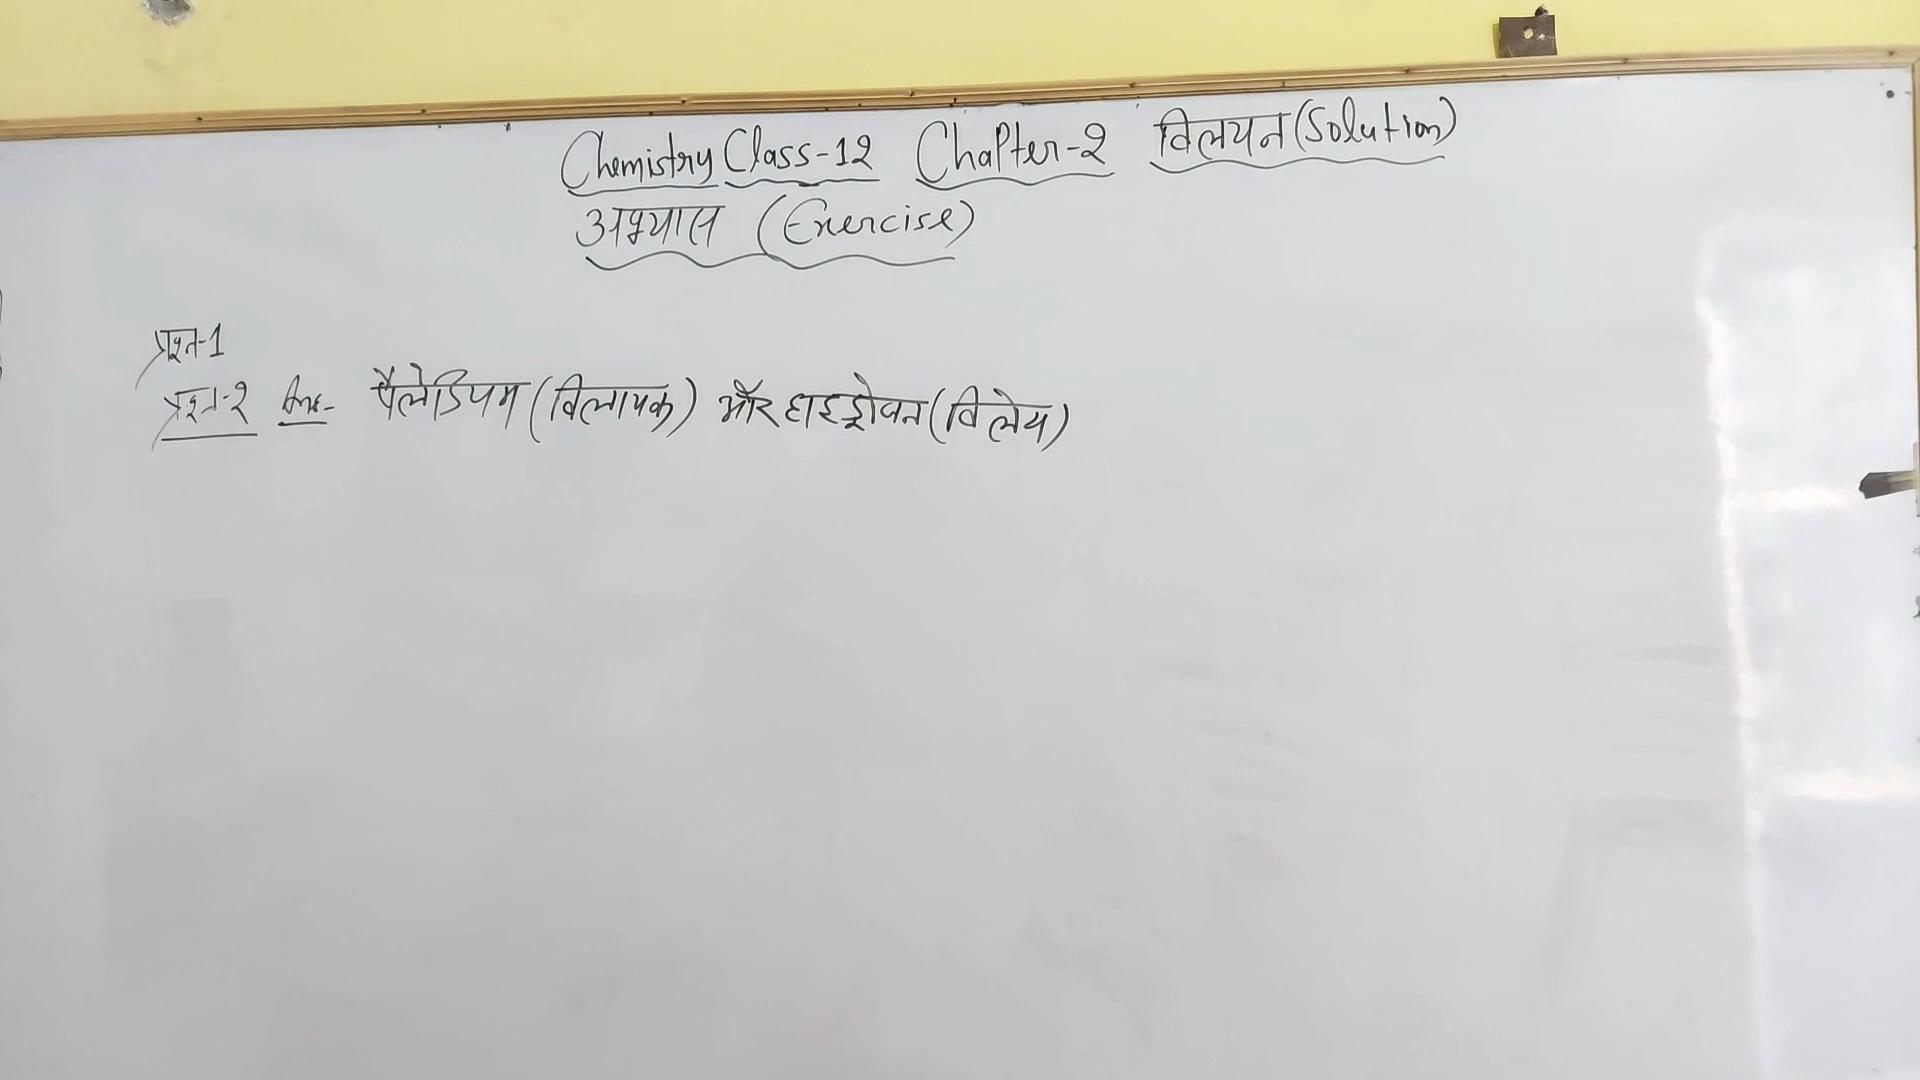 Chemistry Class-12 Chapter-2 विलयन (Solution)
अभ्यास (Exercise)
प्रश्न-1
प्रश्न-2 Ans- पैलेडियम (विलायक) और हाइड्रोजन (विलेय)